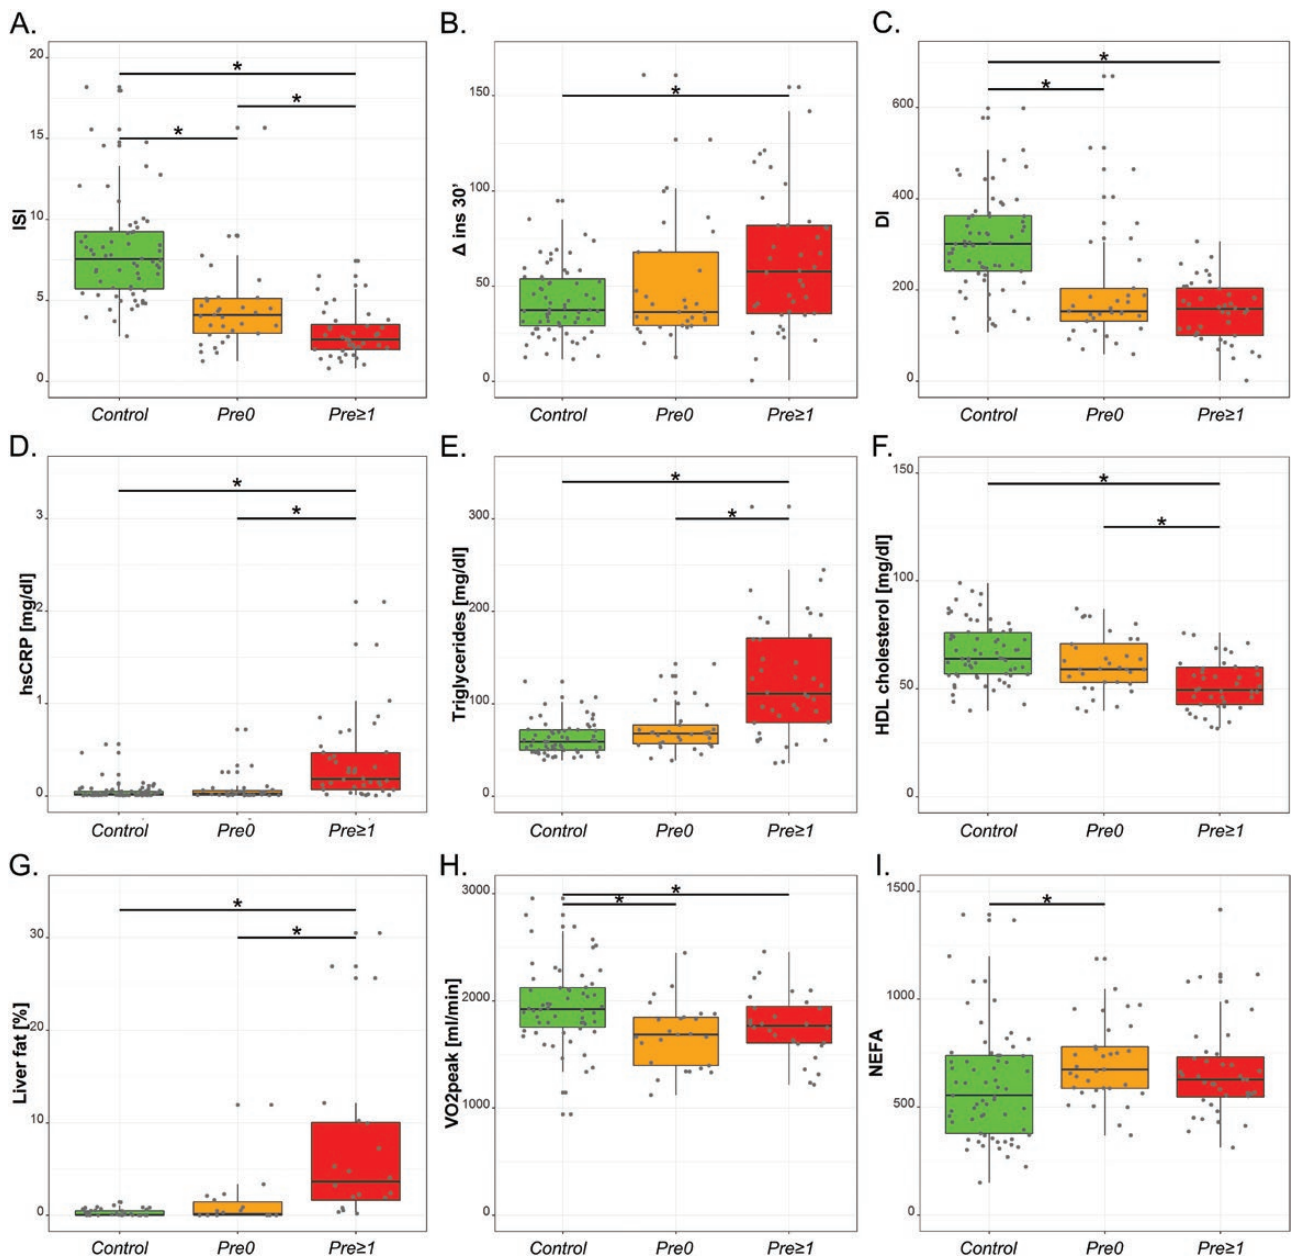 A.
ISI
20
15
10
5
0
*
*
*
Control Pre0 Pre≥1
B.
Δ ins 30'
150
100
50
0
*
Control Pre0 Pre≥1
C.
DI
600
400
200
0
*
*
Control Pre0 Pre≥1
D.
hsCRP [mg/dl]
3
2
1
0
*
*
Control Pre0 Pre≥1
E.
Triglycerides [mg/dl]
300
200
100
0
*
*
Control Pre0 Pre≥1
F.
HDL cholesterol [mg/dl]
150
100
50
0
*
*
Control Pre0 Pre≥1
G.
Liver fat [%]
30
20
10
0
*
*
Control Pre0 Pre≥1
H.
VO2peak [ml/min]
3000
2000
1000
0
*
*
Control Pre0 Pre≥1
I.
NEFA
1500
1000
500
0
*
Control Pre0 Pre≥1